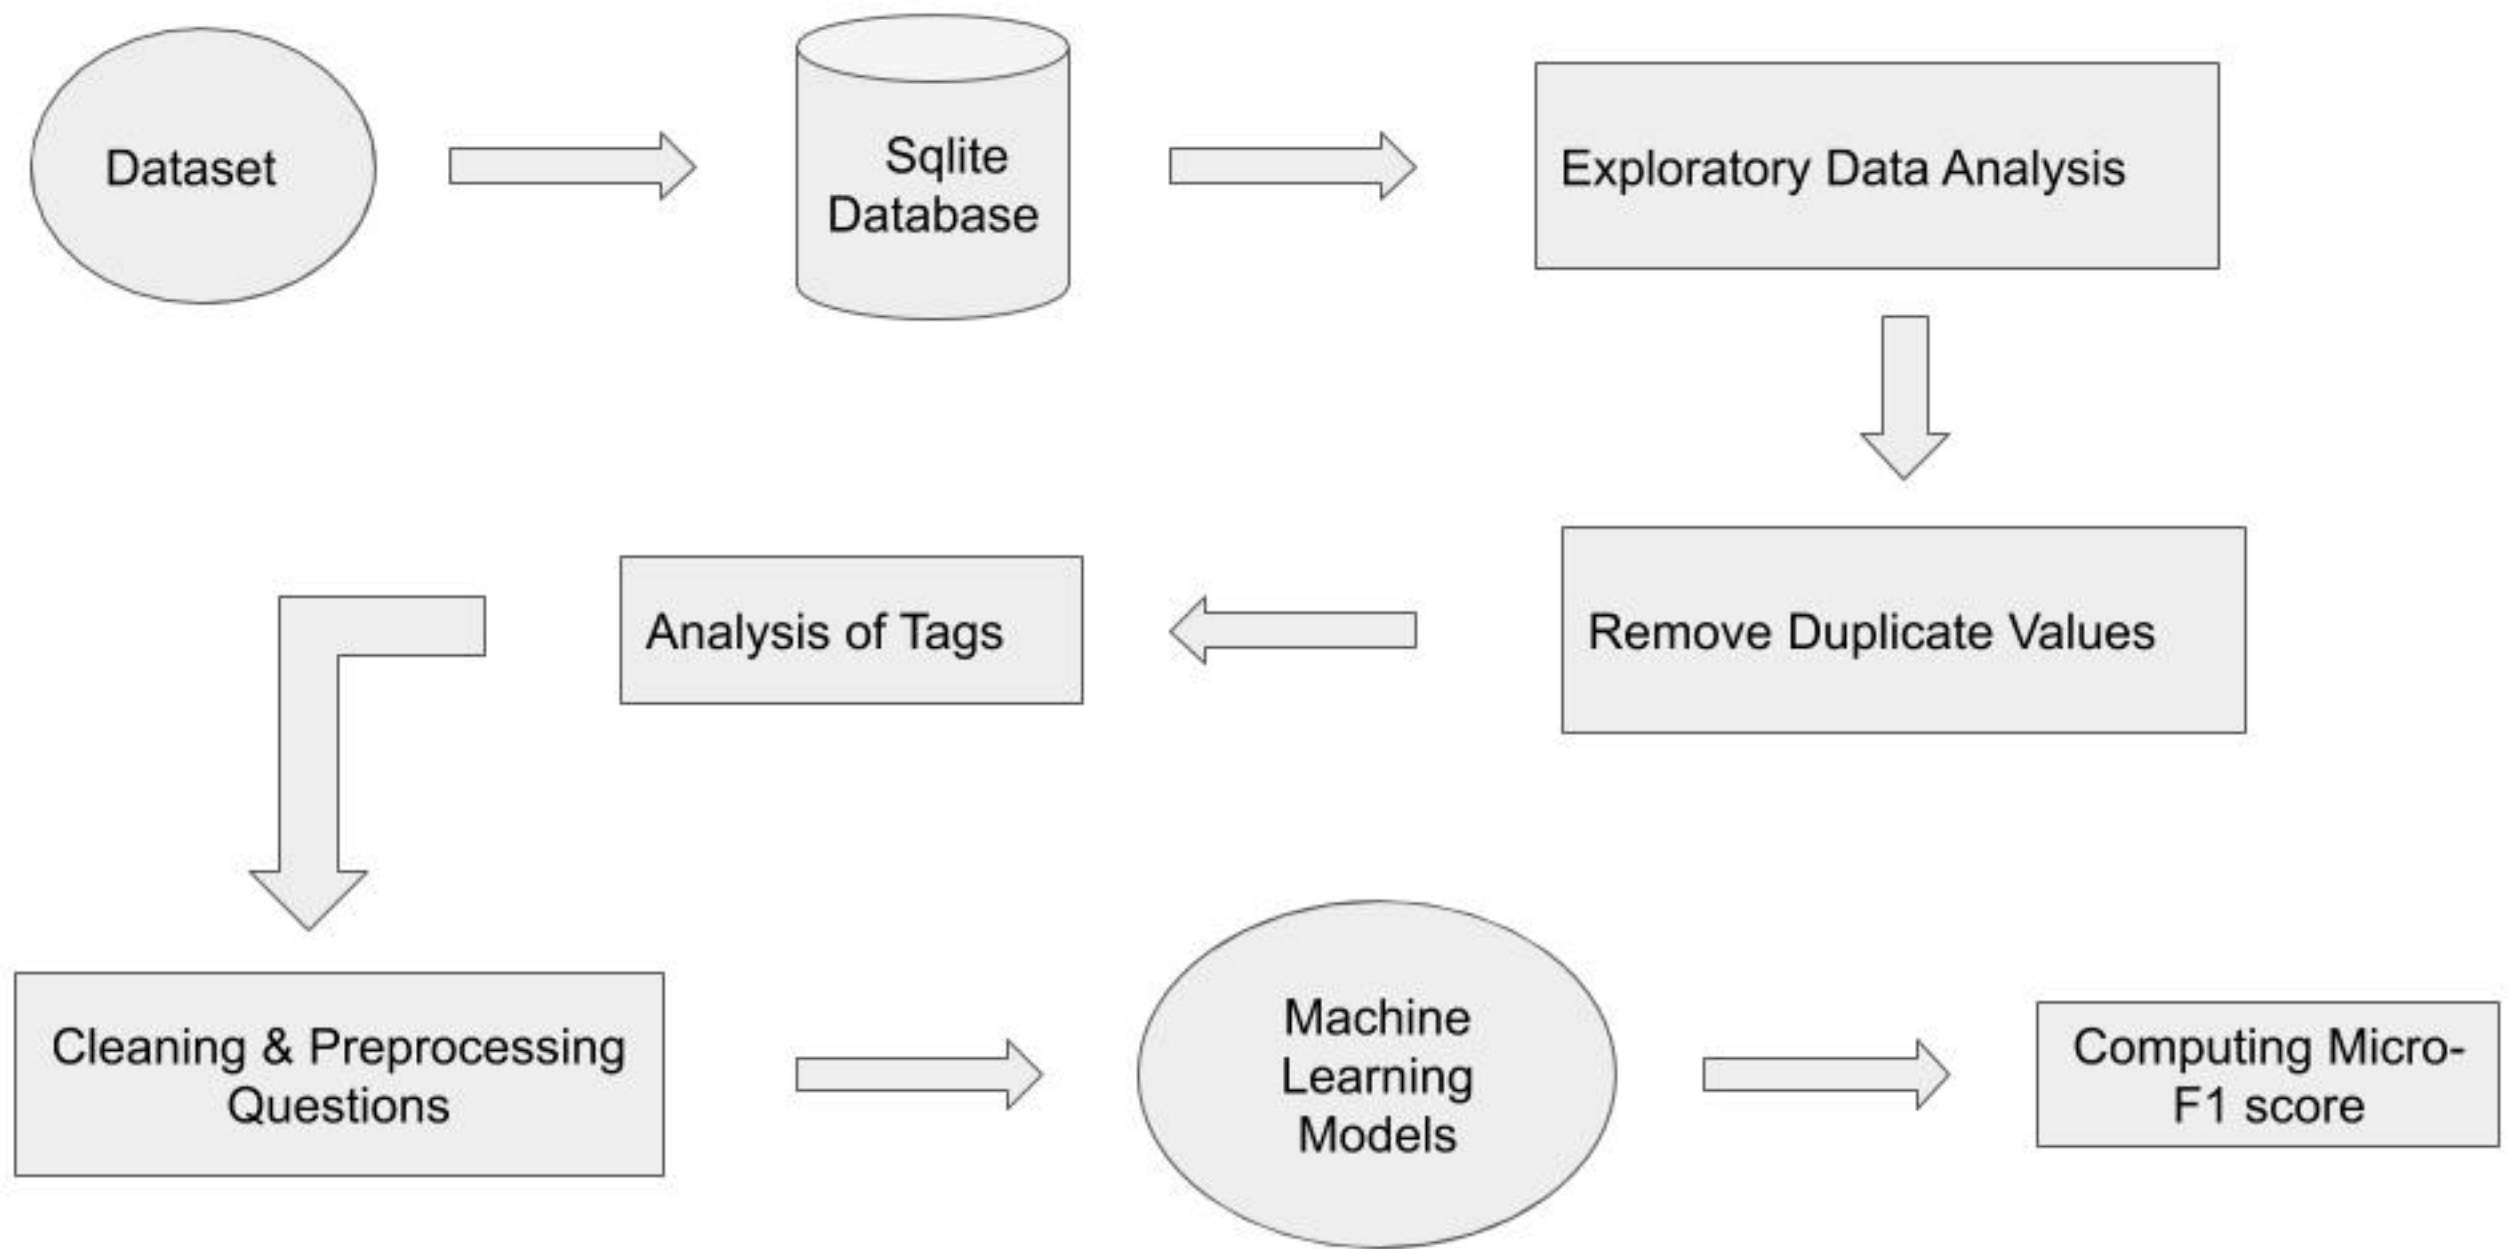 Dataset
Sqlite
Database
Exploratory Data Analysis
Remove Duplicate Values
Analysis of Tags
Cleaning & Preprocessing
Questions
Machine
Learning
Models
Computing Micro-
F1 score